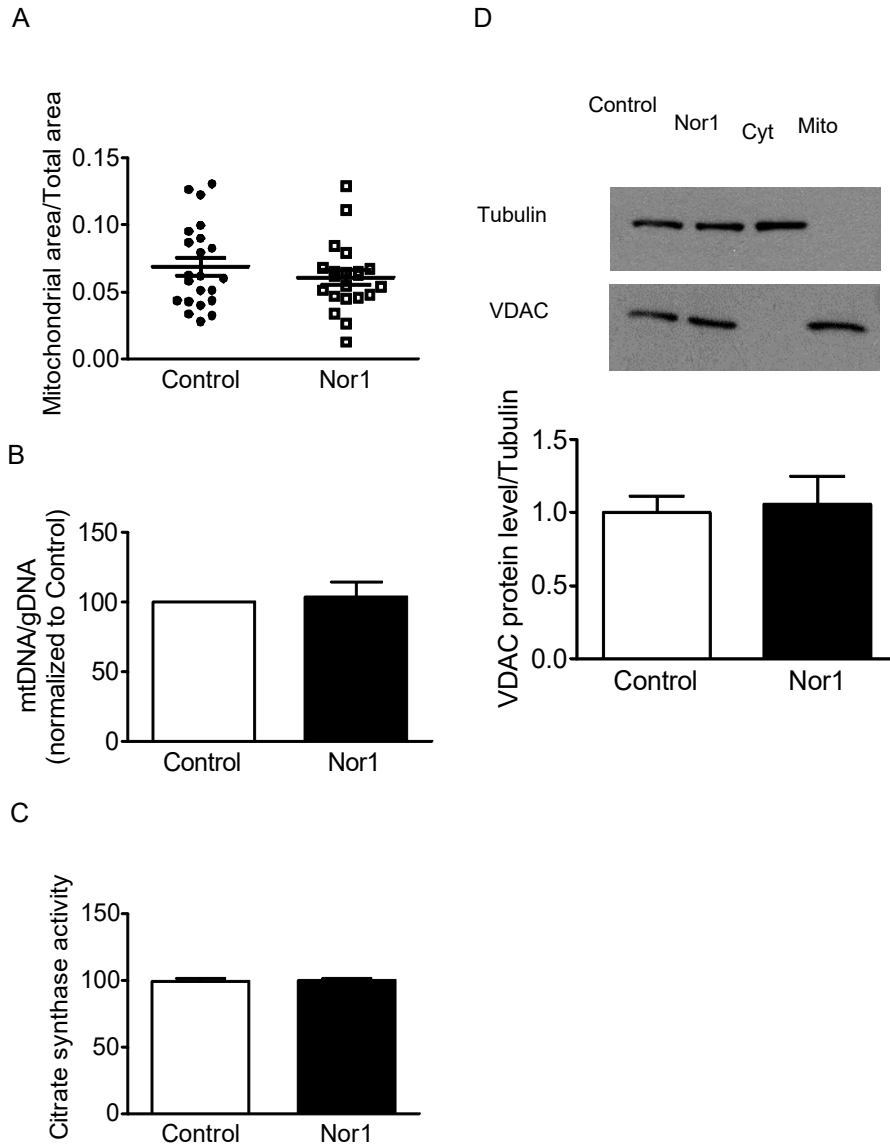 A
Mitochondrial area/Total area
0.15
0.10
0.05
0.00
Control
Nor1
B
mtDNA/gDNA
(normalized to Control)
150
100
50
0
Control
Nor1
C
Citrate synthase activity
150
100
50
0
Control
Nor1
D
Control
Nor1
Cyt
Mito
Tubulin
VDAC
VDAC protein level/Tubulin
1.5
1.0
0.5
0.0
Control
Nor1